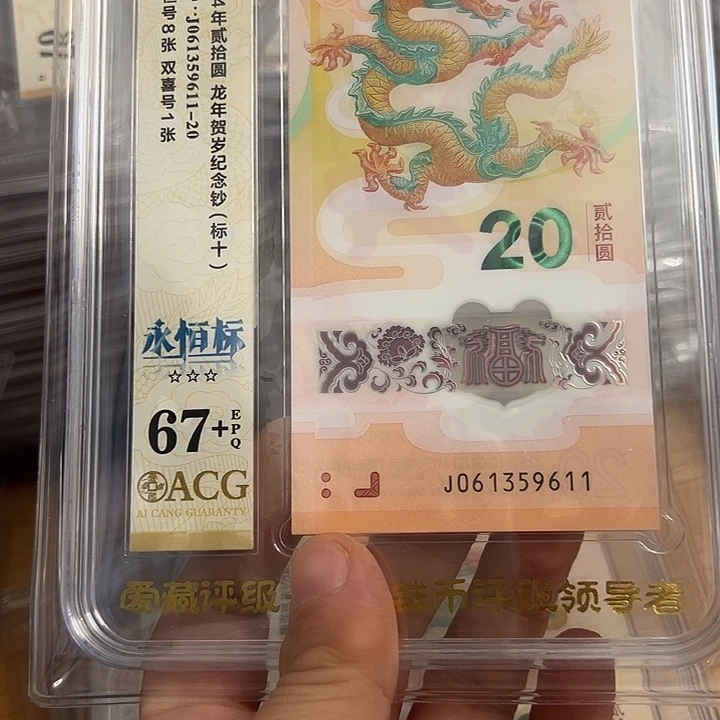 4年贰拾圆 龙年贺岁纪念钞（标十）
:J061359611-20
号8张 双喜号1张
永恒标
☆☆☆
67+EPQ
ACG
AI CANG GUARANTY
20
贰拾圆
福
J061359611
爱藏评级
币评级领导者